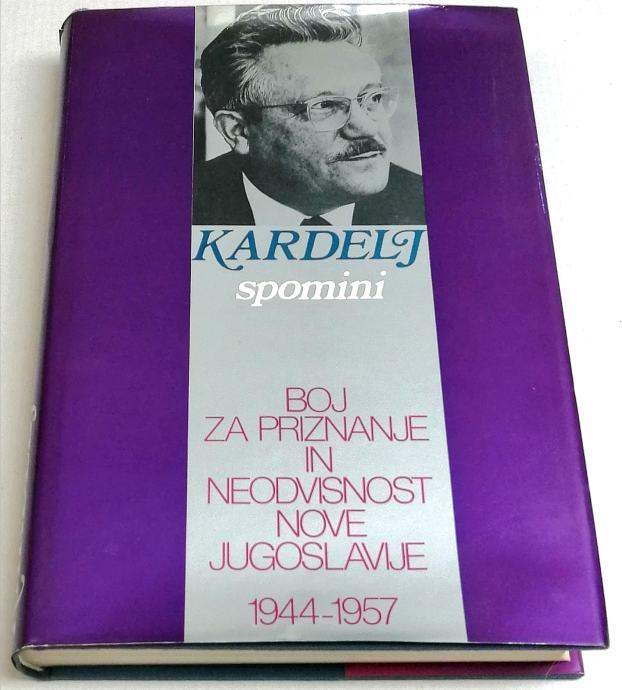 KARDELJ
spomini
BOJ
ZA PRIZNANJE
IN
NEODVISNOST
NOVE
JUGOSLAVIJE
1944-1957